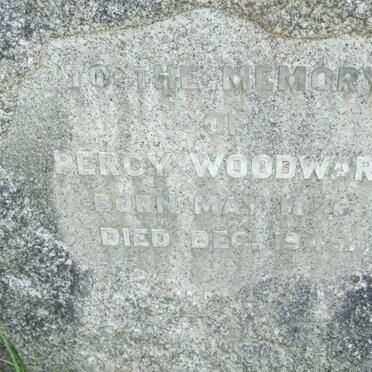 TO THE MEMORY
OF
PERCY WOODWAR
BORN MAY
DIED DEC.